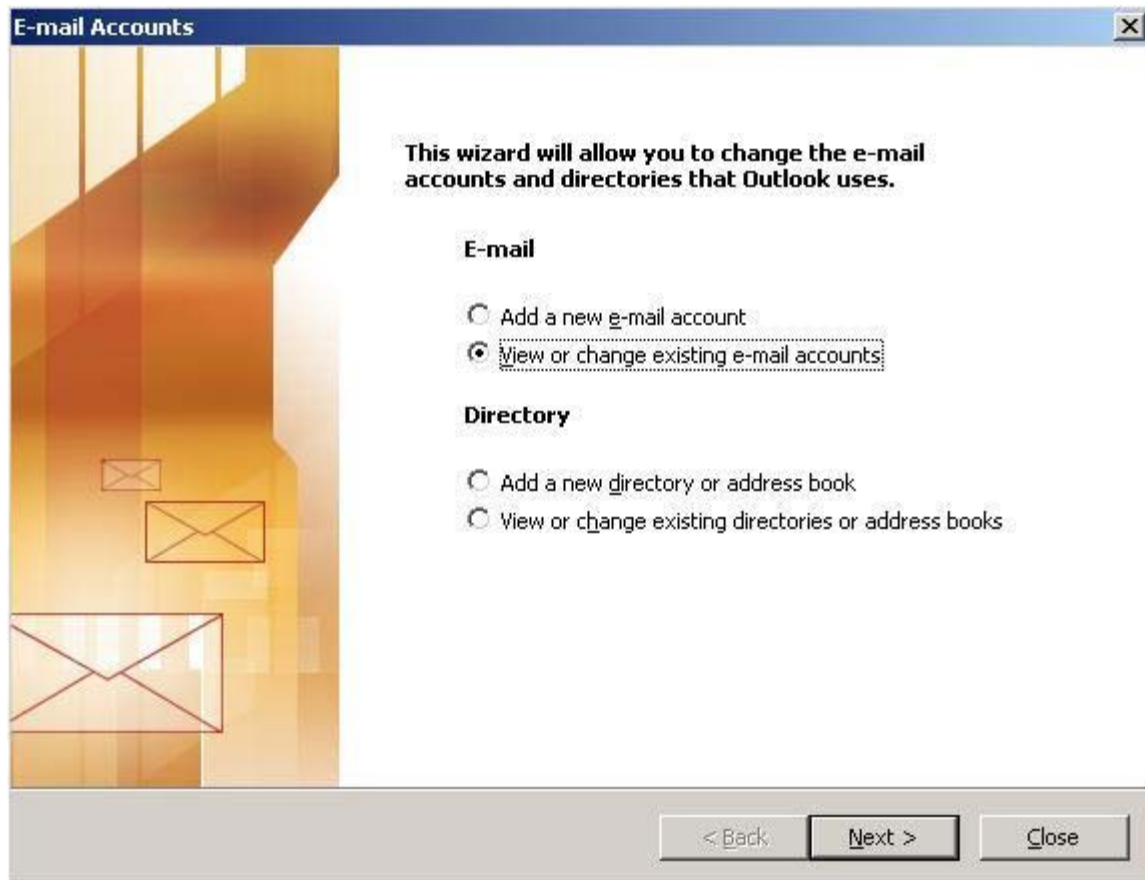 E-mail Accounts
This wizard will allow you to change the e-mail
accounts and directories that Outlook uses.
E-mail
Add a new e-mail account
View or change existing e-mail accounts
Directory
Add a new directory or address book
View or change existing directories or address books
< Back
Next >
Close